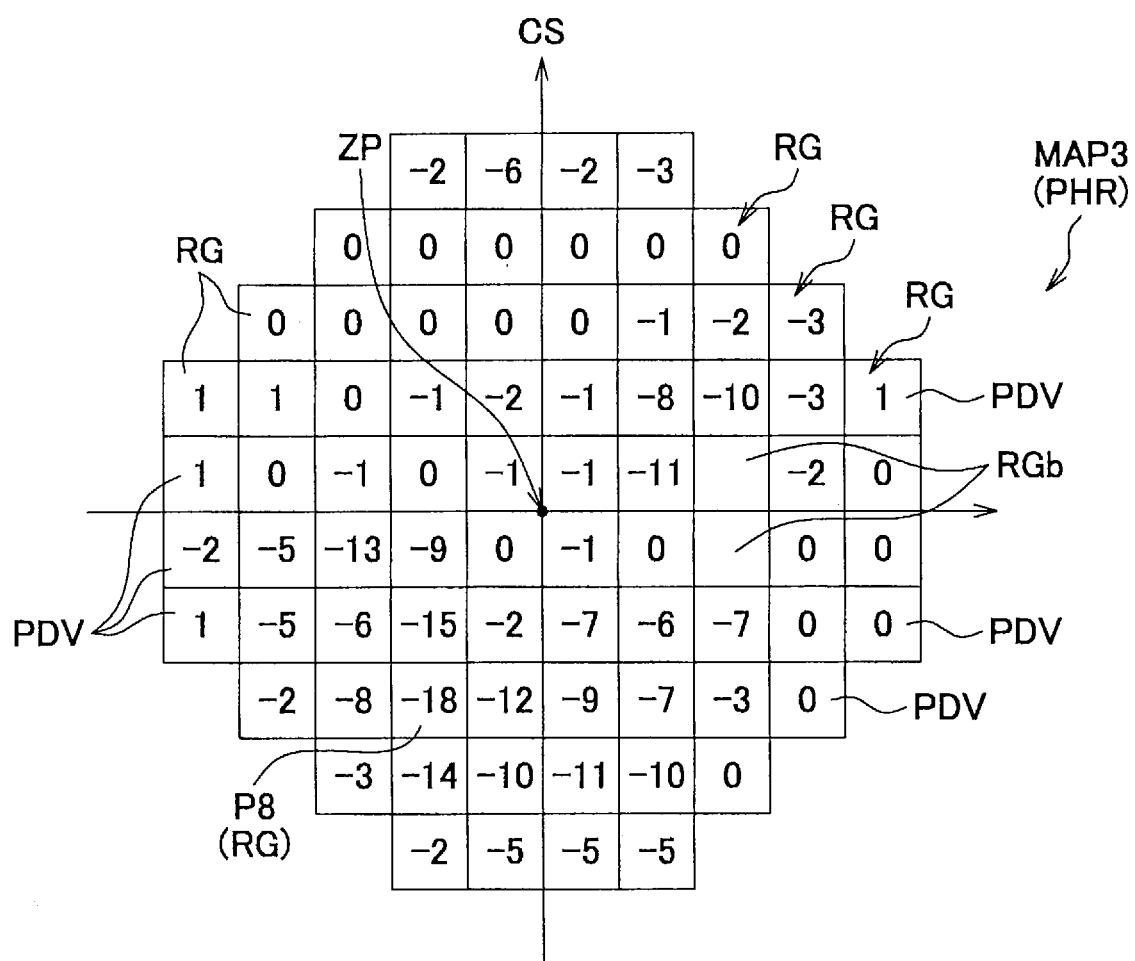 CS
ZP
-2 -6 -2 -3
RG
MAP3
(PHR)
0 0 0 0 0 0
RG
RG
0 0 0 0 0 -1 -2 -3
RG
1 1 0 -1 -2 -1 -8 -10 -3 1
PDV
1 0 -1 0 -1 -1 -11 -2 0
RGb
-2 -5 -13 -9 0 -1 0 0 0
PDV
1 -5 -6 -15 -2 -7 -6 -7 0 0
PDV
-2 -8 -18 -12 -9 -7 -3 0
PDV
-3 -14 -10 -11 -10 0
P8
(RG)
-2 -5 -5 -5